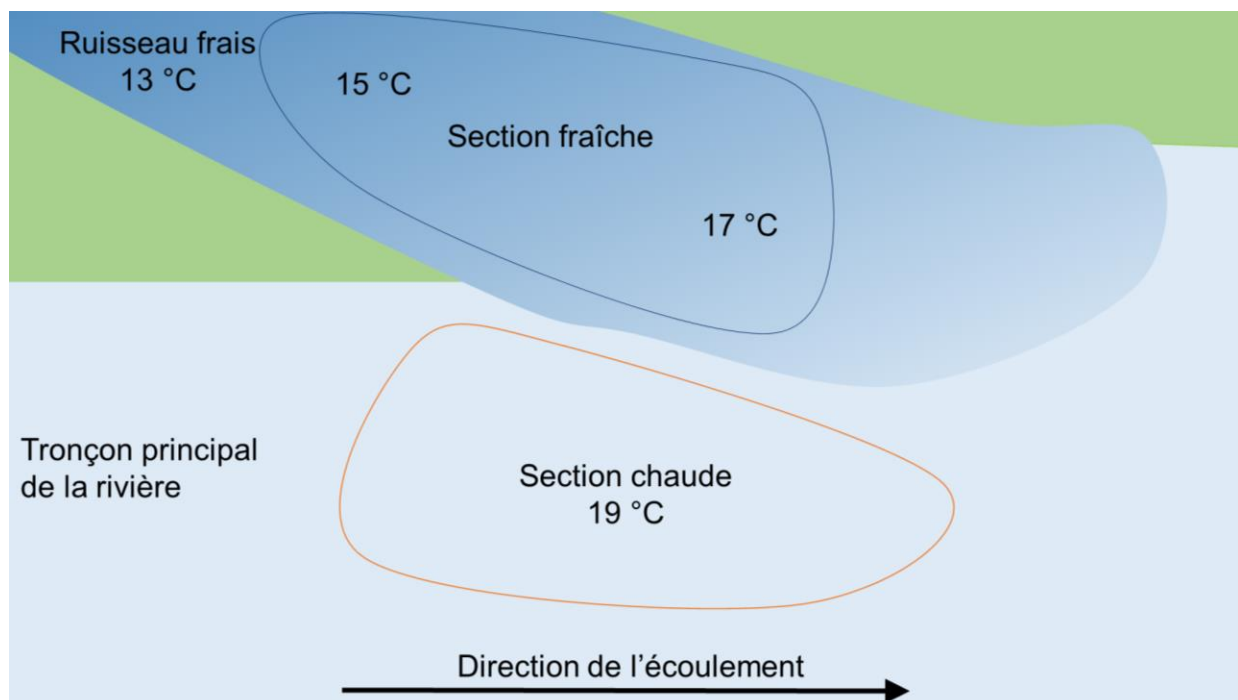 Ruisseau frais
13 °C
15 °C
Section fraîche
17 °C
Tronçon principal
de la rivière
Section chaude
19 °C
Direction de l’écoulement